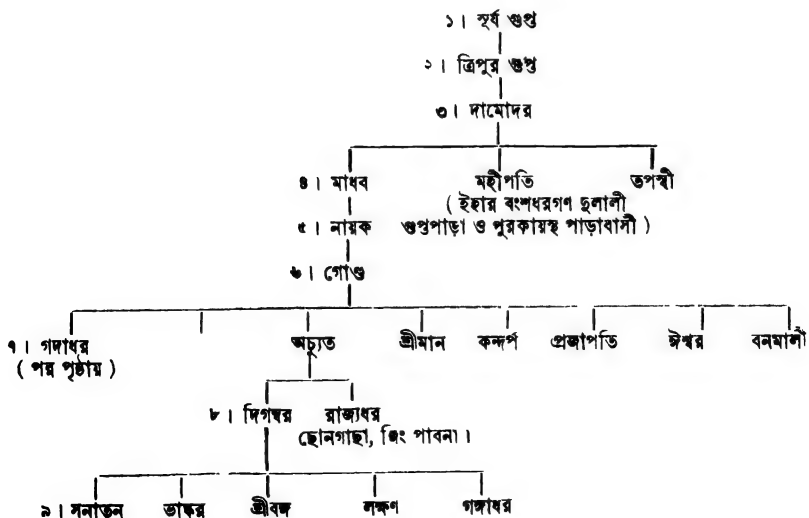 ১। সূর্য গুপ্ত
২। ত্রিপুর গুপ্ত
৩। দামোদর
৪। মাধব মহীপতি তপস্বী
( ইহার বংশধরগণ দুলালী
৫। নায়ক গুপ্তপাড়া ও পুরকায়স্থ পাড়াবাসী )
৬। গোণ্ড
৭। গদাধর অচ্যুত শ্রীমান কন্দর্প প্রজাপতি ঈশ্বর বনমালী
( পর পৃষ্ঠায় )
৮। দিগম্বর রাজ্যধর
ছোনগাছা, জিং পাবনা।
৯। সনাতন ভাস্কর শ্রীবঙ্গ লক্ষণ গঙ্গাধর